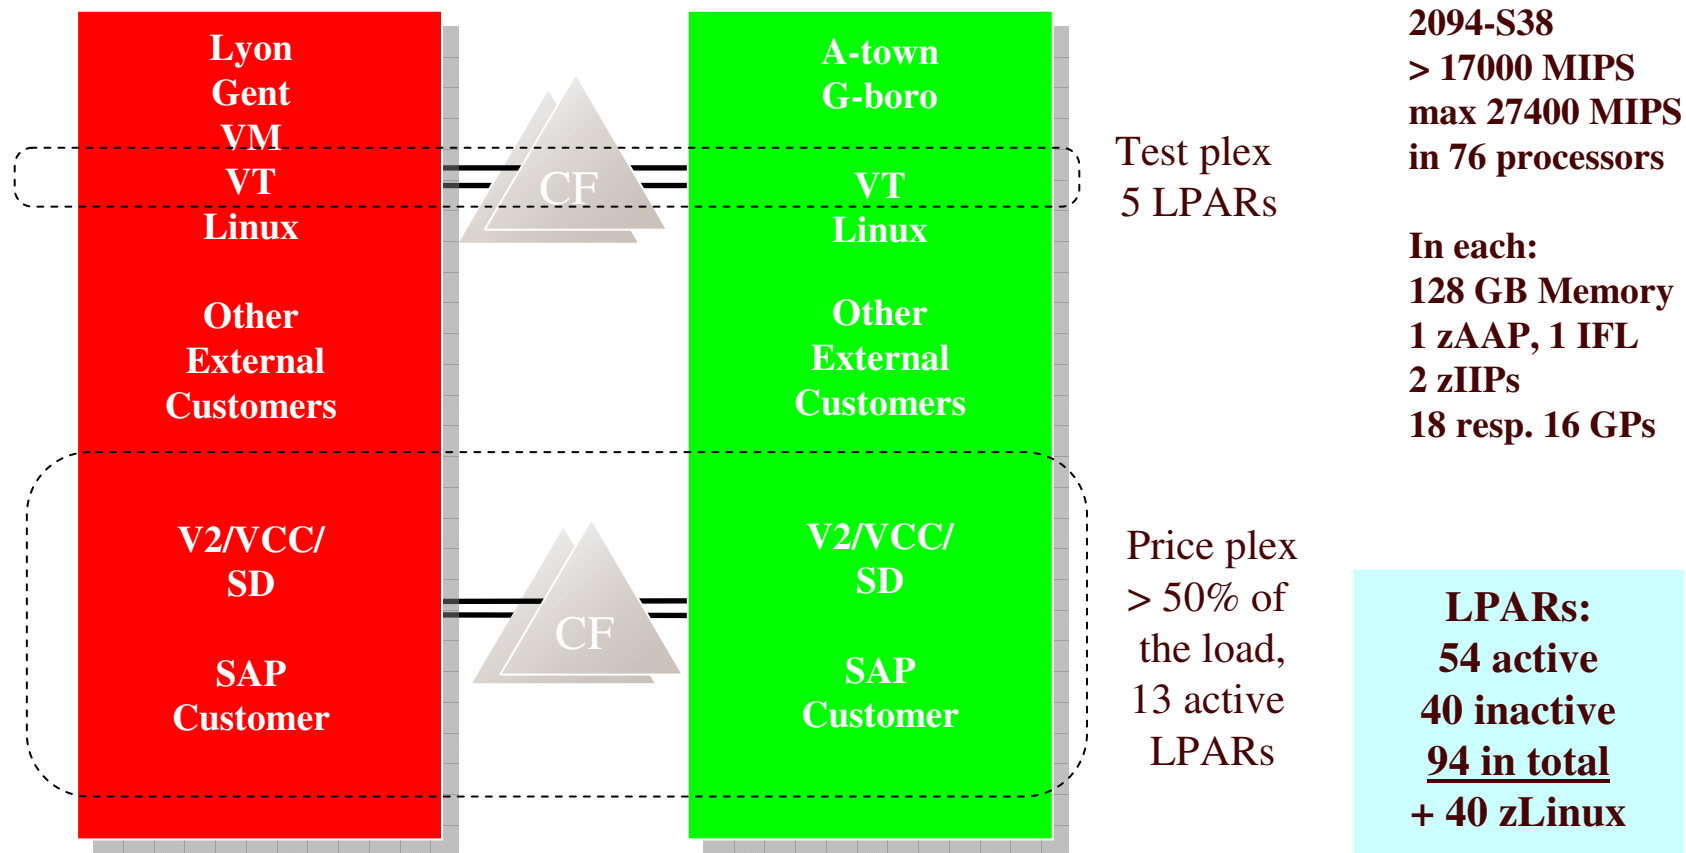 Lyon
Gent
VM
VT
Linux
Other
External
Customers
V2/VCC/
SD
SAP
Customer
CF
CF
A-town
G-boro
VT
Linux
Other
External
Customers
V2/VCC/
SD
SAP
Customer
Test plex
5 LPARs
Price plex
> 50% of
the load,
13 active
LPARs
2094-S38
> 17000 MIPS
max 27400 MIPS
in 76 processors
In each:
128 GB Memory
1 zAAP, 1 IFL
2 zIIPs
18 resp. 16 GPs
LPARs:
54 active
40 inactive
94 in total
+ 40 zLinux